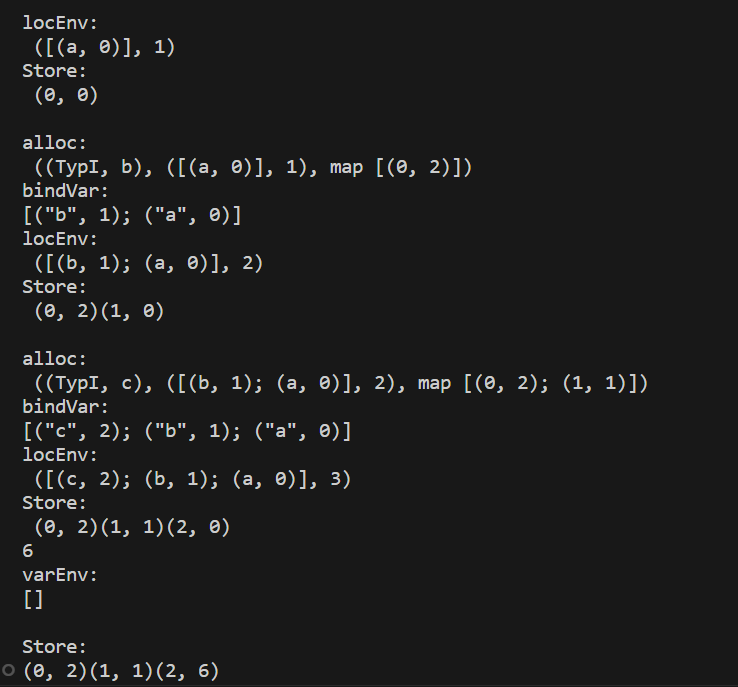 locEnv:
([(a, 0)], 1)
Store:
(0, 0)
alloc:
((TypI, b), ([(a, 0)], 1), map [(0, 2)])
bindVar:
[("b", 1); ("a", 0)]
locEnv:
([(b, 1); (a, 0)], 2)
Store:
(0, 2)(1, 0)
alloc:
((TypI, c), ([(b, 1); (a, 0)], 2), map [(0, 2); (1, 1)])
bindVar:
[("c", 2); ("b", 1); ("a", 0)]
locEnv:
([(c, 2); (b, 1); (a, 0)], 3)
Store:
(0, 2)(1, 1)(2, 0)
6
varEnv:
[]
Store:
(0, 2)(1, 1)(2, 6)